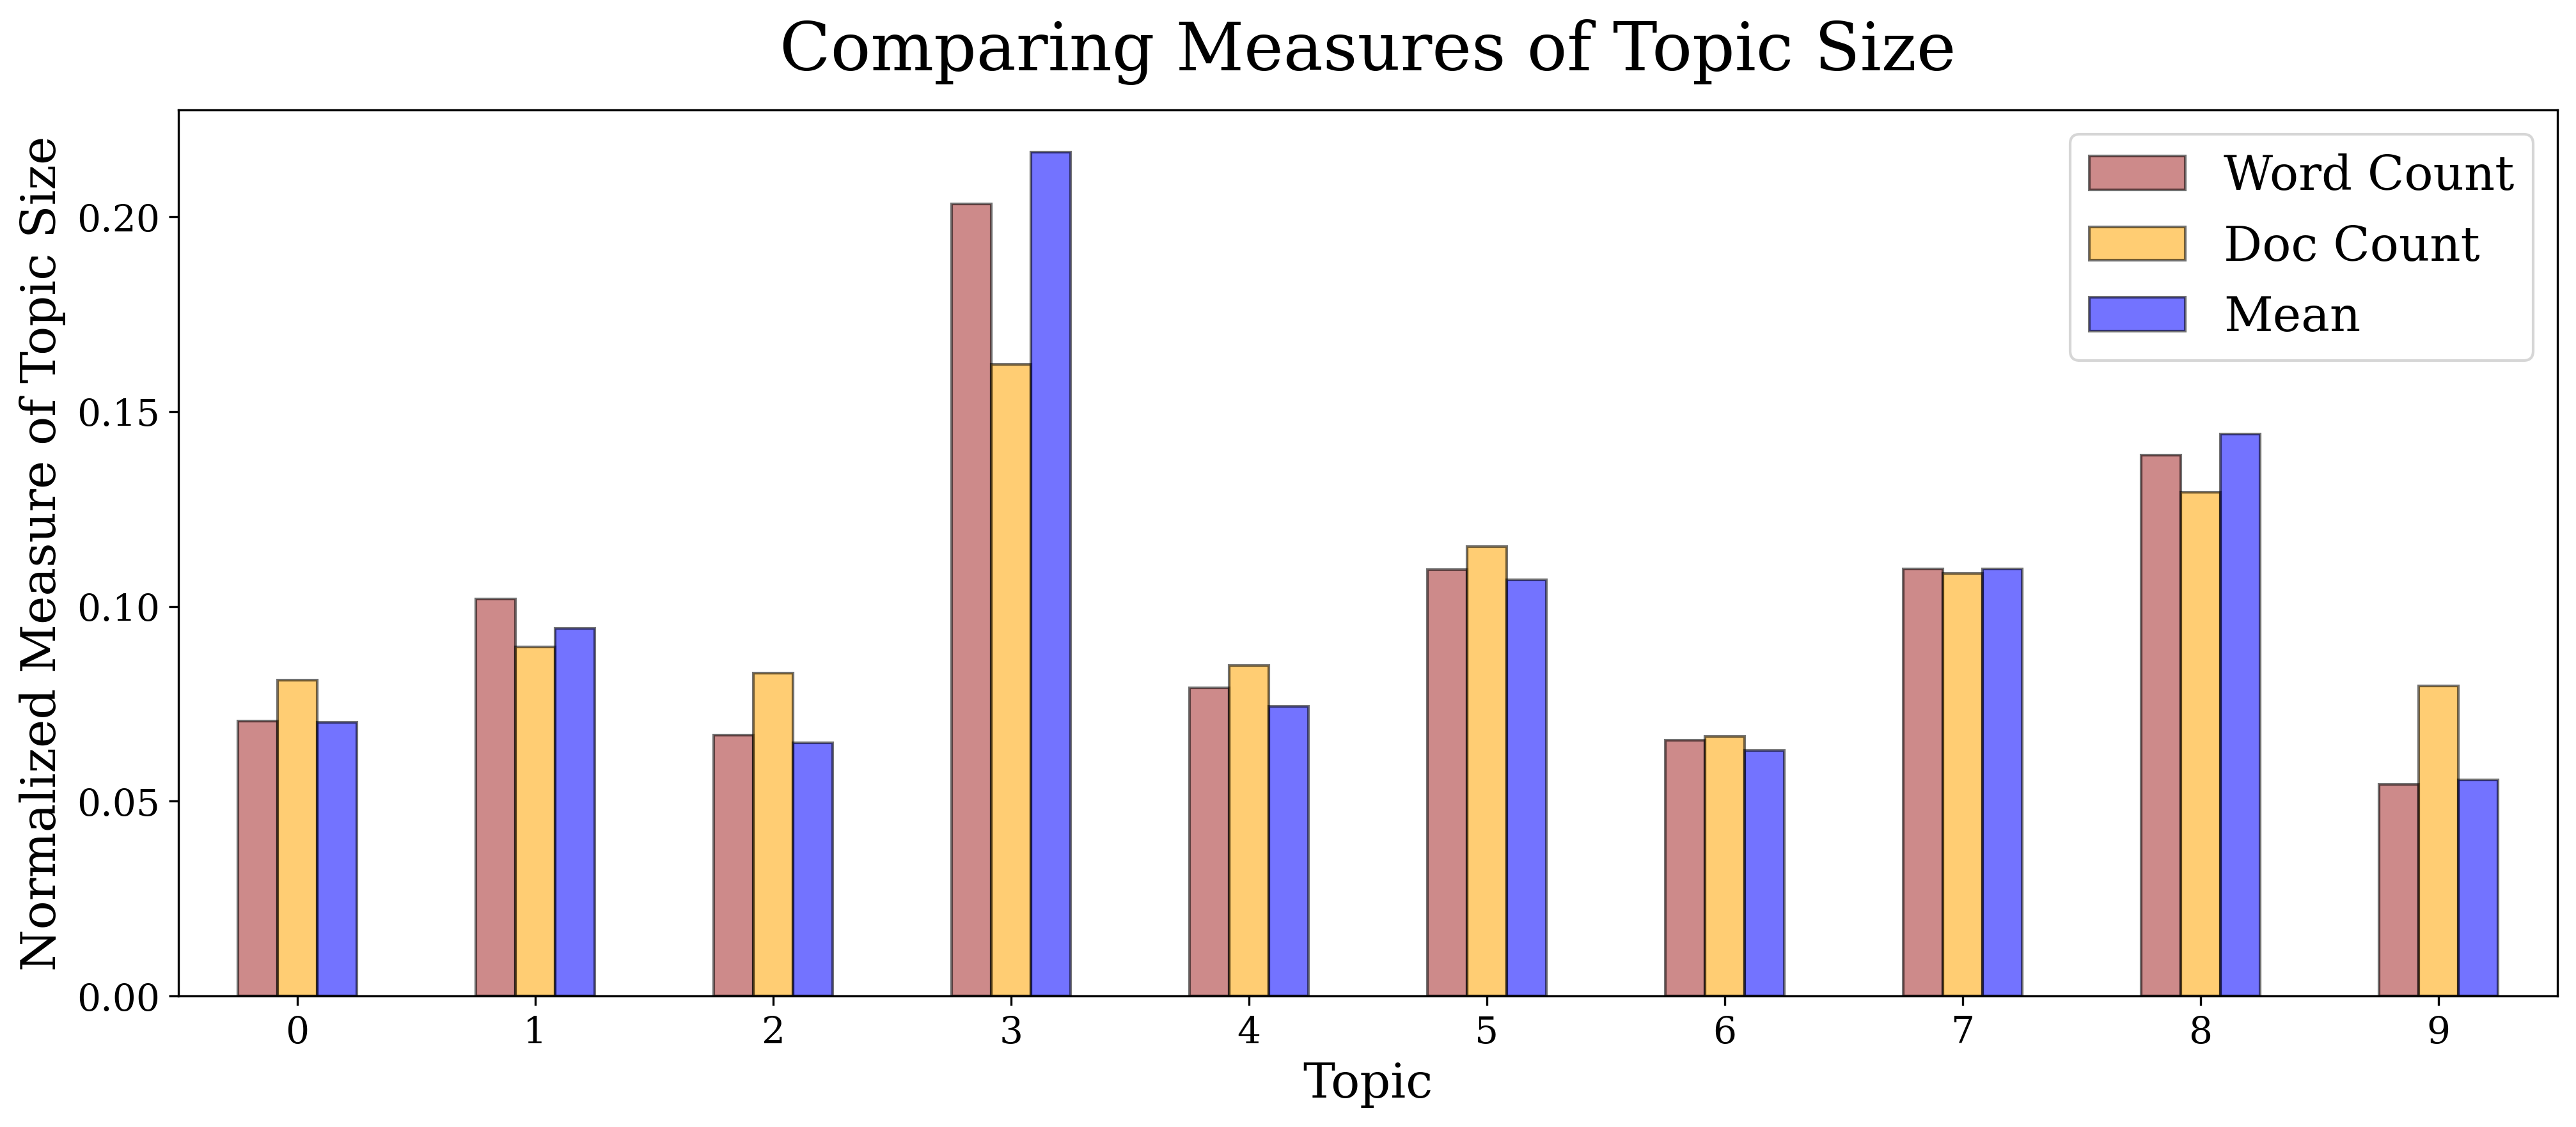 Comparing Measures of Topic Size
Normalized Measure of Topic Size
0.20
0.15
0.10
0.05
0.00
Word Count
Doc Count
Mean
0 1 2 3 4 5 6 7 8 9
Topic